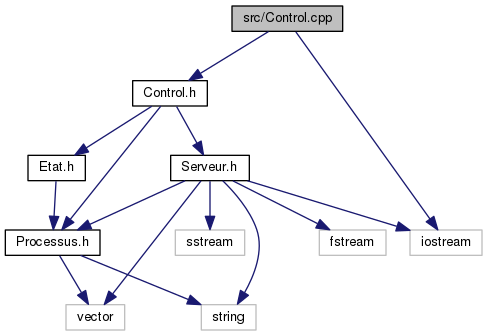 src/Control.cpp
Control.h
Etat.h
Serveur.h
Processus.h
sstream
fstream
iostream
vector
string